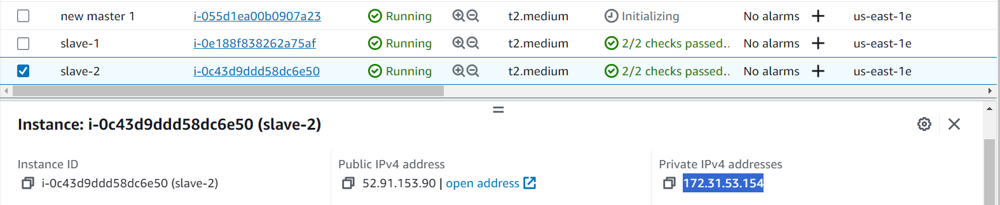 new master 1 i-055d1ea00b0907a23 Running t2.medium Initializing No alarms us-east-1e
slave-1 i-0e188f838262a75af Running t2.medium 2/2 checks passed.. No alarms us-east-1e
slave-2 i-0c43d9ddd58dc6e50 Running t2.medium 2/2 checks passed.. No alarms us-east-1e
Instance: i-0c43d9ddd58dc6e50 (slave-2)
Instance ID Public IPv4 address Private IPv4 addresses
i-0c43d9ddd58dc6e50 (slave-2) 52.91.153.90 | open address 172.31.53.154